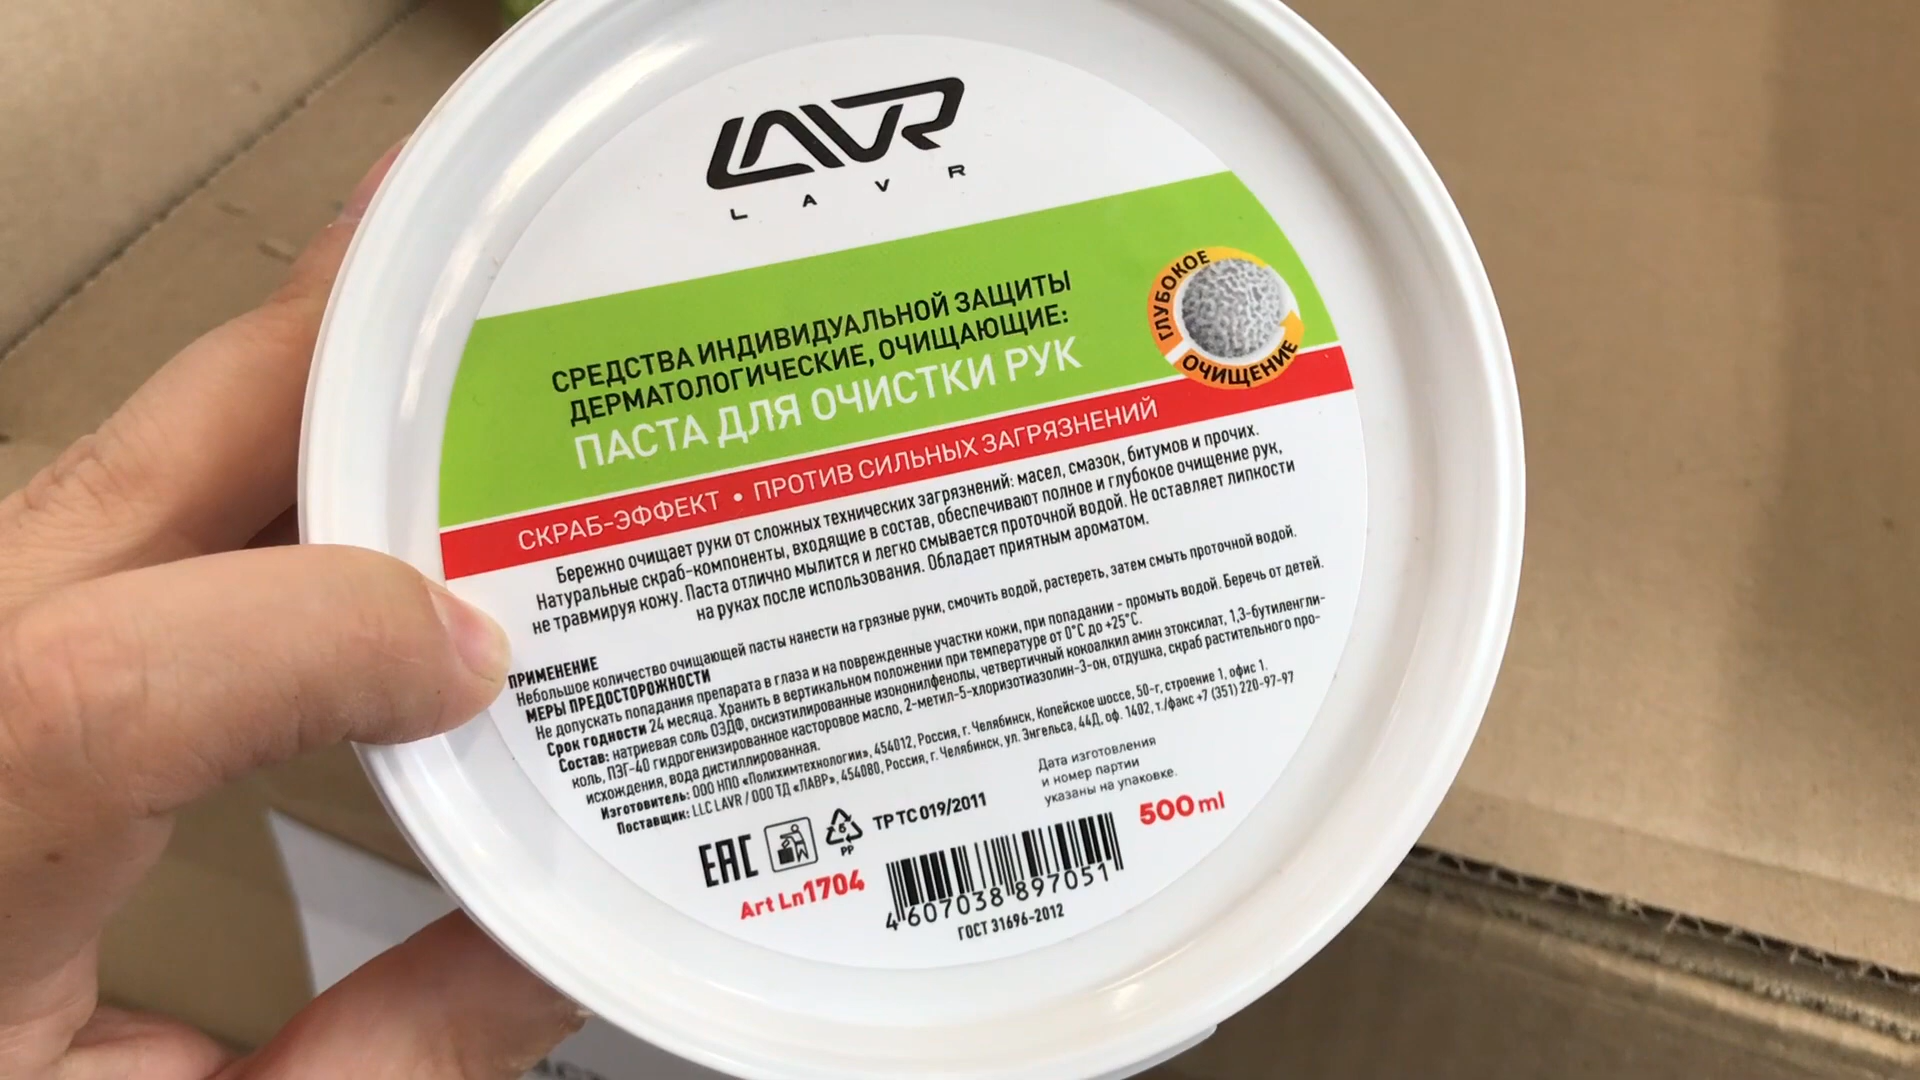 LAVR
L A V R
СРЕДСТВА ИНДИВИДУАЛЬНОЙ ЗАЩИТЫ
ДЕРМАТОЛОГИЧЕСКИЕ, ОЧИЩАЮЩИЕ:
ПАСТА ДЛЯ ОЧИСТКИ РУК
ГЛУБОКОЕ
ОЧИЩЕНИЕ
СКРАБ-ЭФФЕКТ • ПРОТИВ СИЛЬНЫХ ЗАГРЯЗНЕНИЙ
Бережно очищает руки от сложных технических загрязнений: масел, смазок, битумов и прочих.
Натуральные скраб-компоненты, входящие в состав, обеспечивают полное и глубокое очищение рук,
не травмируя кожу. Паста отлично мылится и легко смывается проточной водой. Не оставляет липкости
на руках после использования. Обладает приятным ароматом.
ПРИМЕНЕНИЕ
Небольшое количество очищающей пасты нанести на грязные руки, смочить водой, растереть, затем смыть проточной водой.
МЕРЫ ПРЕДОСТОРОЖНОСТИ
Не допускать попадания препарата в глаза и на поврежденные участки кожи, при попадании - промыть водой. Беречь от детей.
Срок годности 24 месяца. Хранить в вертикальном положении при температуре от 0°С до +25°С.
Состав: натриевая соль ОЭДФ, оксиэтилированные изононилфенолы, четвертичный кокоалкил амин этоксилат, 1,3-бутиленгли-
коль, ПЭГ-40 гидрогенизированное касторовое масло, 2-метил-5-хлоризотиазолин-3-он, отдушка, скраб растительного про-
исхождения, вода дистиллированная.
Изготовитель: ООО НПО «Полихимтехнологии», 454012, Россия, г. Челябинск, Копейское шоссе, 50-г, строение 1, офис 1.
Поставщик: LLC LAVR / ООО ТД «ЛАВР», 454080, Россия, г. Челябинск, ул. Энгельса, 44Д, оф. 1402, т./факс +7 (351) 220-97-97
Дата изготовления
и номер партии
указаны на упаковке.
EAC
5
PP
ТР ТС 019/2011
500 ml
Art Ln1704
4 607038 897051
ГОСТ 31696-2012